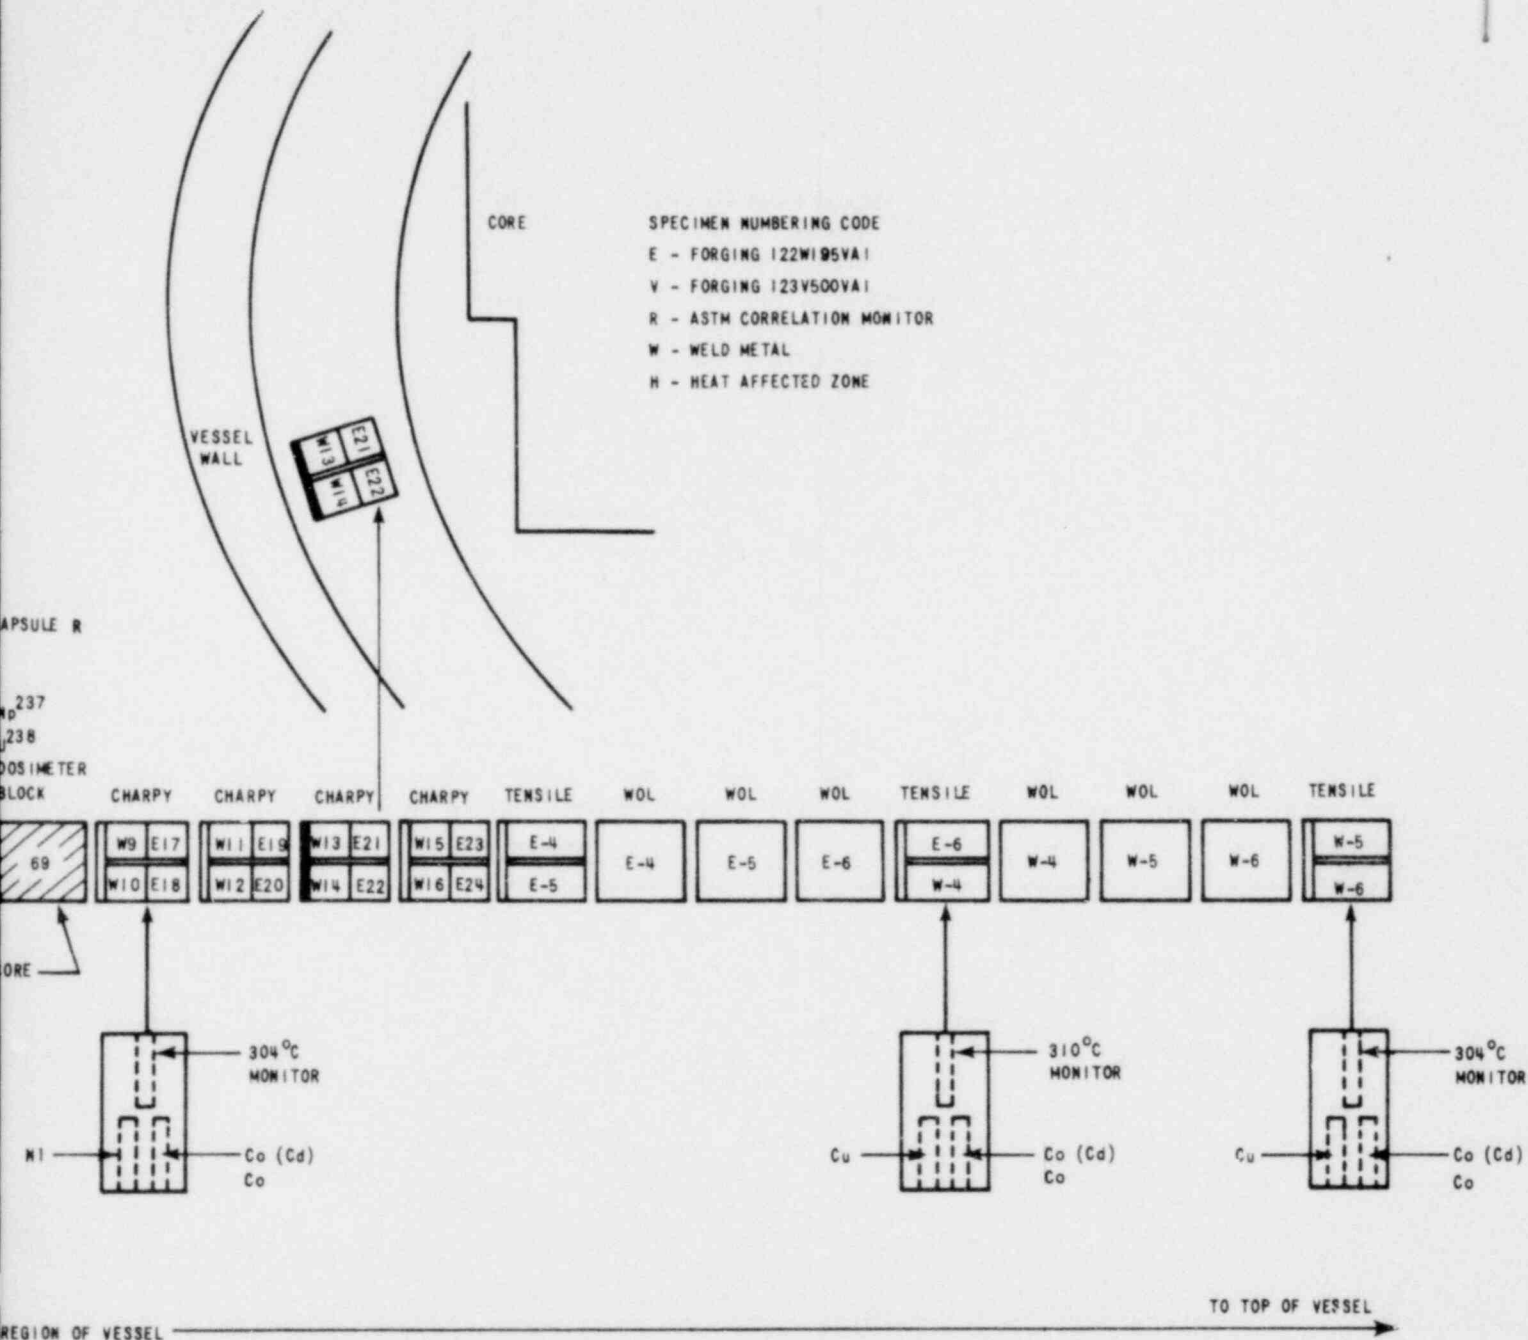 CORE
SPECIMEN NUMBERING CODE
E - FORGING 122W195VA1
V - FORGING 123V500VA1
R - ASTM CORRELATION MONITOR
W - WELD METAL
H - HEAT AFFECTED ZONE
VESSEL
WALL
W13 E21
W14 E22
APSULE R
Np237
U238
DOSIMETER
BLOCK
CHARPY CHARPY CHARPY CHARPY TENSILE WOL WOL WOL TENSILE WOL WOL WOL TENSILE
W9 E17 W11 E19 W13 E21 W15 E23 E-4 E-6 W-5
69 E-4 E-5 E-6 W-4 W-5 W-6
W10 E18 W12 E20 W14 E22 W16 E24 E-5 W-4 W-6
ORE
304°C
MONITOR
310°C
MONITOR
304°C
MONITOR
NI
Co (Cd)
Co
Cu
Co (Cd)
Co
Cu
Co (Cd)
Co
TO TOP OF VESSEL
REGION OF VESSEL